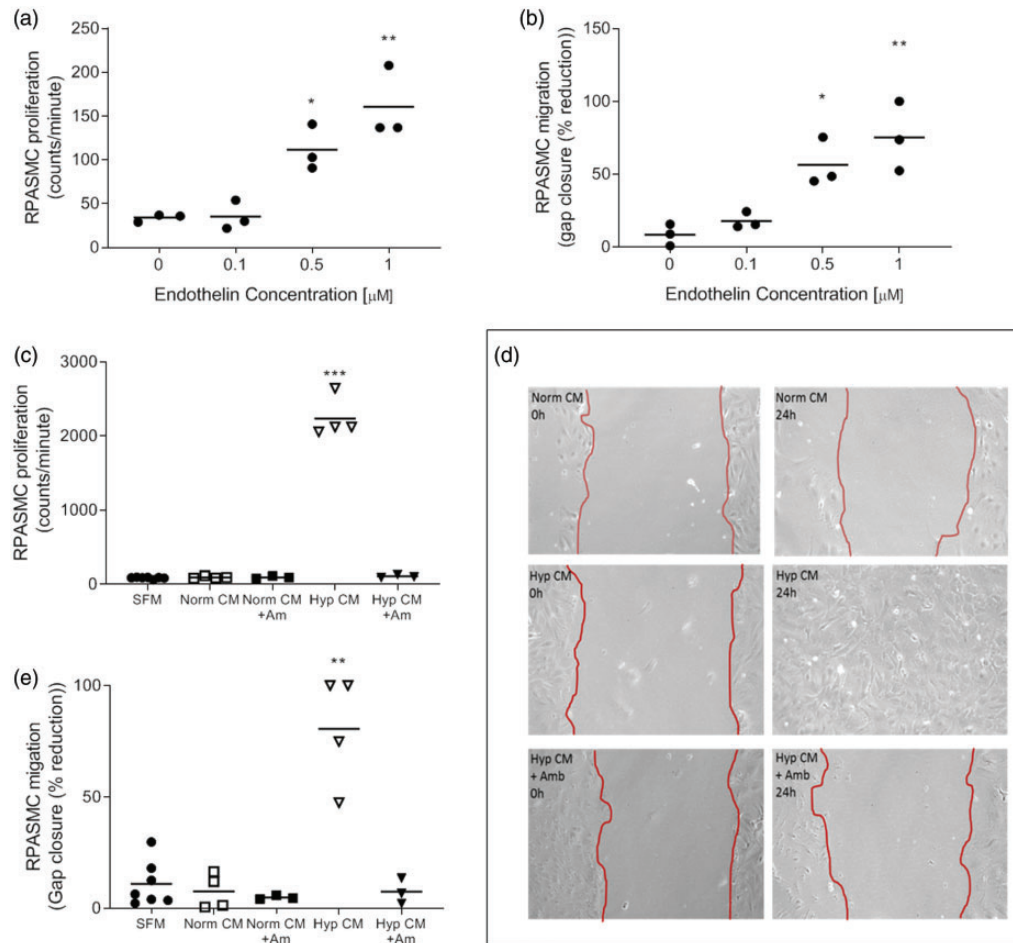 (a)
RPASMC proliferation
(counts/minute)
250
200
150
100
50
0
*
**
0
0.1
0.5
1
Endothelin Concentration [μM]
(b)
RPASMC migration
(gap closure (% reduction))
150
100
50
0
*
**
0
0.1
0.5
1
Endothelin Concentration [μM]
(c)
RPASMC proliferation
(counts/minute)
3000
2000
1000
0
***
SFM
Norm CM
Norm CM
+Am
Hyp CM
Hyp CM
+Am
(d)
Norm CM
0h
Norm CM
24h
Hyp CM
0h
Hyp CM
24h
Hyp CM
+ Amb
0h
Hyp CM
+ Amb
24h
(e)
RPASMC migation
(Gap closure (% reduction))
100
50
0
**
SFM
Norm CM
Norm CM
+Am
Hyp CM
Hyp CM
+Am